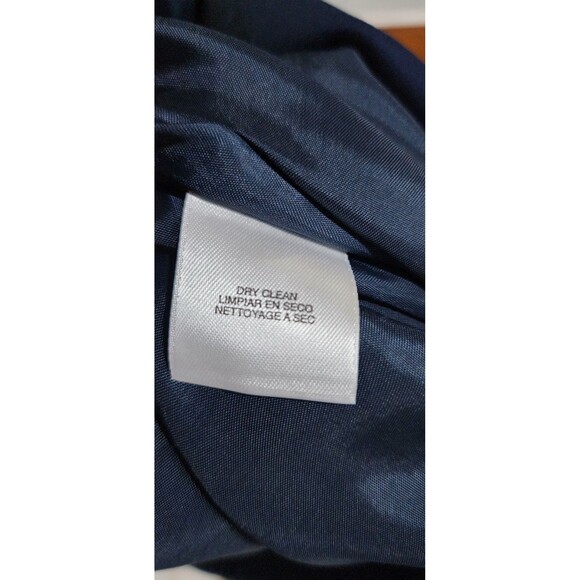 DRY CLEAN
LIMPIAR EN SECO
NETTOYAGE A SEC